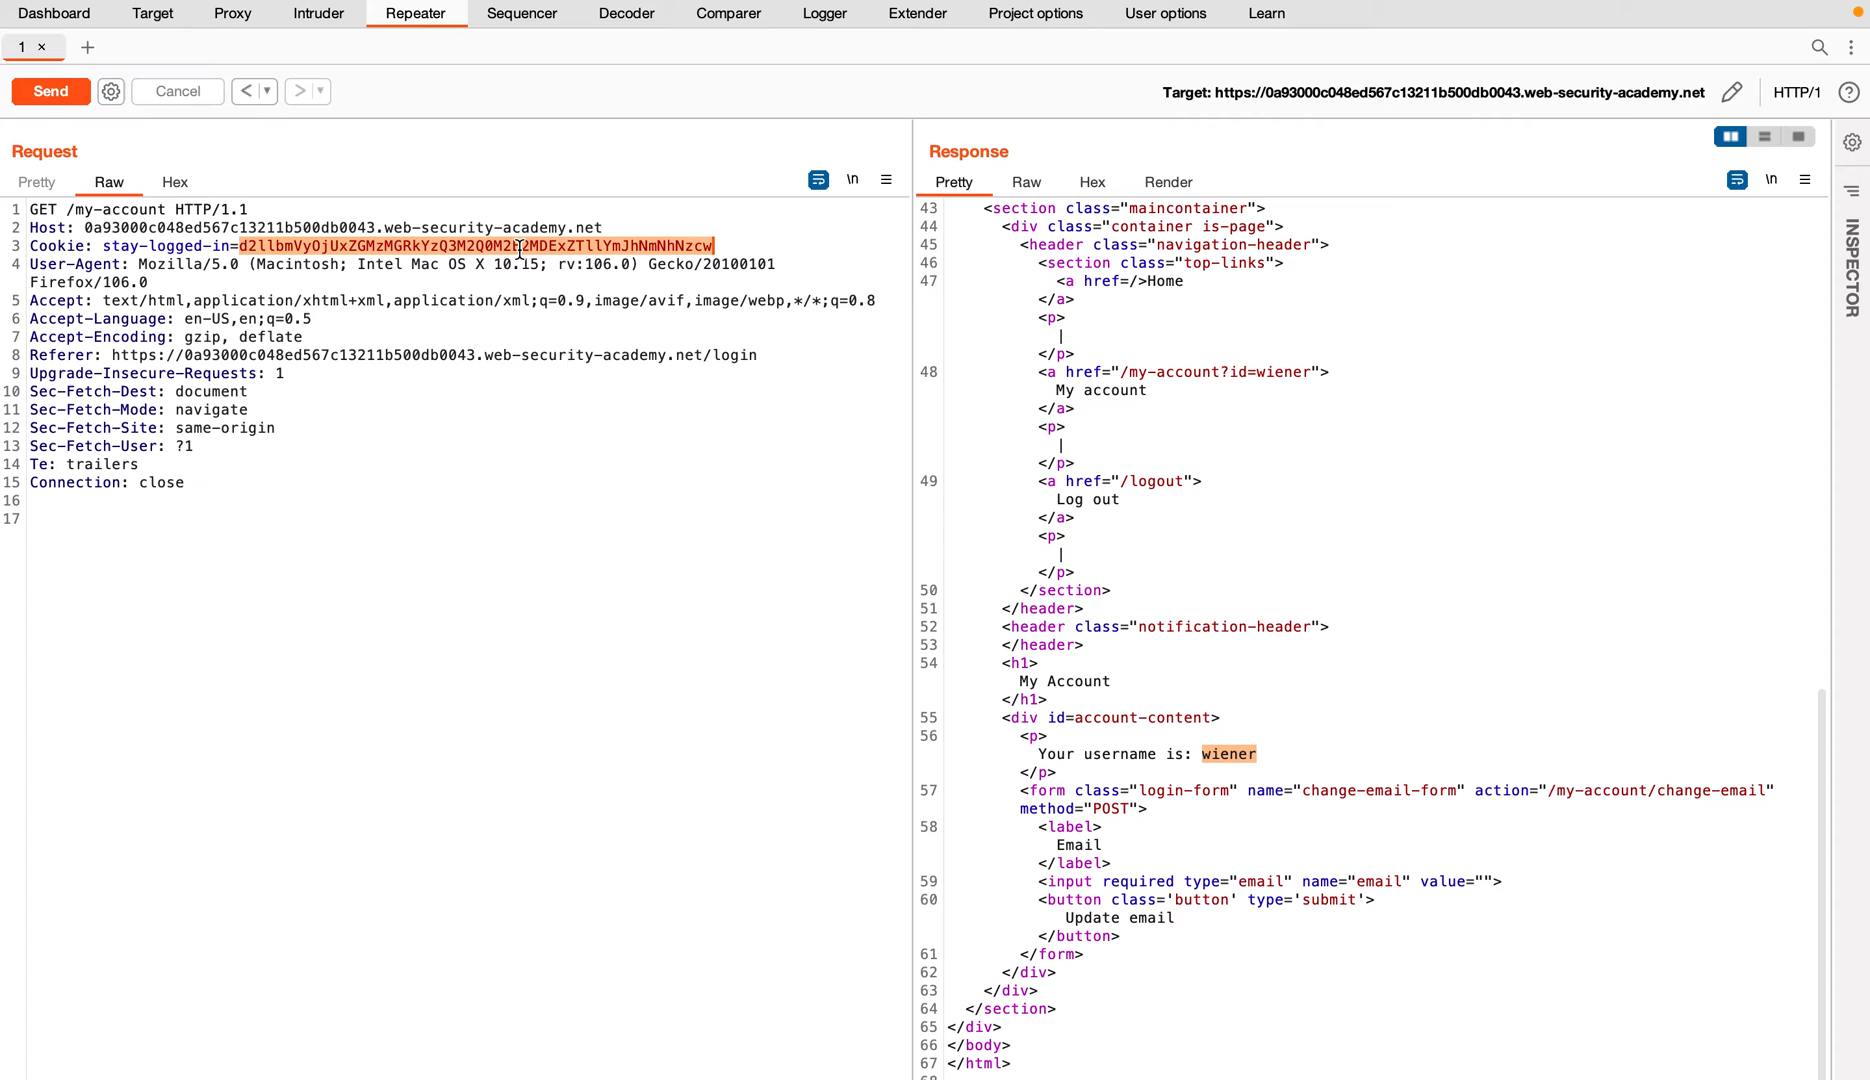 Dashboard Target Proxy Intruder Repeater Sequencer Decoder Comparer Logger Extender Project options User options Learn
1 ×
Send Cancel Target: https://0a93000c048ed567c13211b500db0043.web-security-academy.net HTTP/1
Request
Pretty Raw Hex \n
1 GET /my-account HTTP/1.1
2 Host: 0a93000c048ed567c13211b500db0043.web-security-academy.net
3 Cookie:
4 User-Agent: Mozilla/5.0 (Macintosh; Intel Mac OS X 10.15; rv:106.0) Gecko/20100101
Firefox/106.0
5 Accept: text/html,application/xhtml+xml,application/xml;q=0.9,image/avif,image/webp,*/*;q=0.8
6 Accept-Language: en-US,en;q=0.5
7 Accept-Encoding: gzip, deflate
8 Referer: https://0a93000c048ed567c13211b500db0043.web-security-academy.net/login
9 Upgrade-Insecure-Requests: 1
10 Sec-Fetch-Dest: document
11 Sec-Fetch-Mode: navigate
12 Sec-Fetch-Site: same-origin
13 Sec-Fetch-User: ?1
14 Te: trailers
15 Connection: close
16
17
Response
Pretty Raw Hex Render \n
43 <section class="maincontainer">
44 <div class="container is-page">
45 <header class="navigation-header">
46 <section class="top-links">
47 <a href=/>Home
</a>
<p>
|
</p>
48 <a href="/my-account?id=wiener">
My account
</a>
<p>
|
</p>
49 <a href="/logout">
Log out
</a>
<p>
|
</p>
50 </section>
51 </header>
52 <header class="notification-header">
53 </header>
54 <h1>
My Account
</h1>
55 <div id=account-content>
56 <p>
Your username is: wiener
</p>
57 <form class="login-form" name="change-email-form" action="/my-account/change-email"
method="POST">
58 <label>
Email
</label>
59 <input required type="email" name="email" value="">
60 <button class='button' type='submit'>
Update email
</button>
61 </form>
62 </div>
63 </div>
64 </section>
65 </div>
66 </body>
67 </html>
68
INSPECTOR